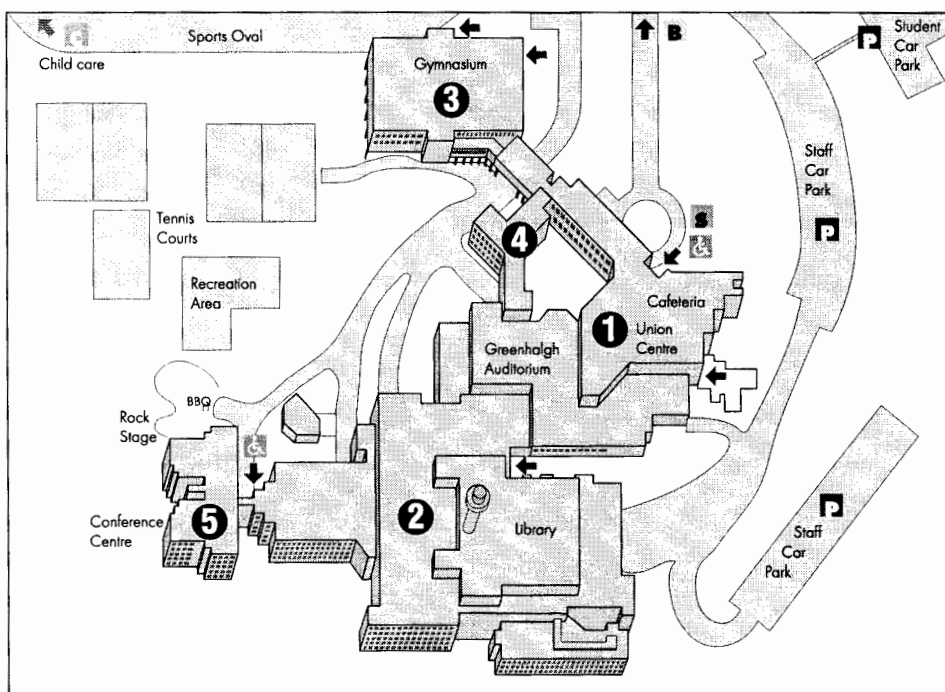 Sports Oval
Child care
Gymnasium
3
B
P
Student
Car
Park
Staff
Car
Park
P
Tennis
Courts
4
S
Recreation
Area
Cafeteria
1
Union
Centre
Greenhalgh
Auditorium
BBQ
Rock
Stage
Conference
Centre
5
2
Library
P
Staff
Car
Park